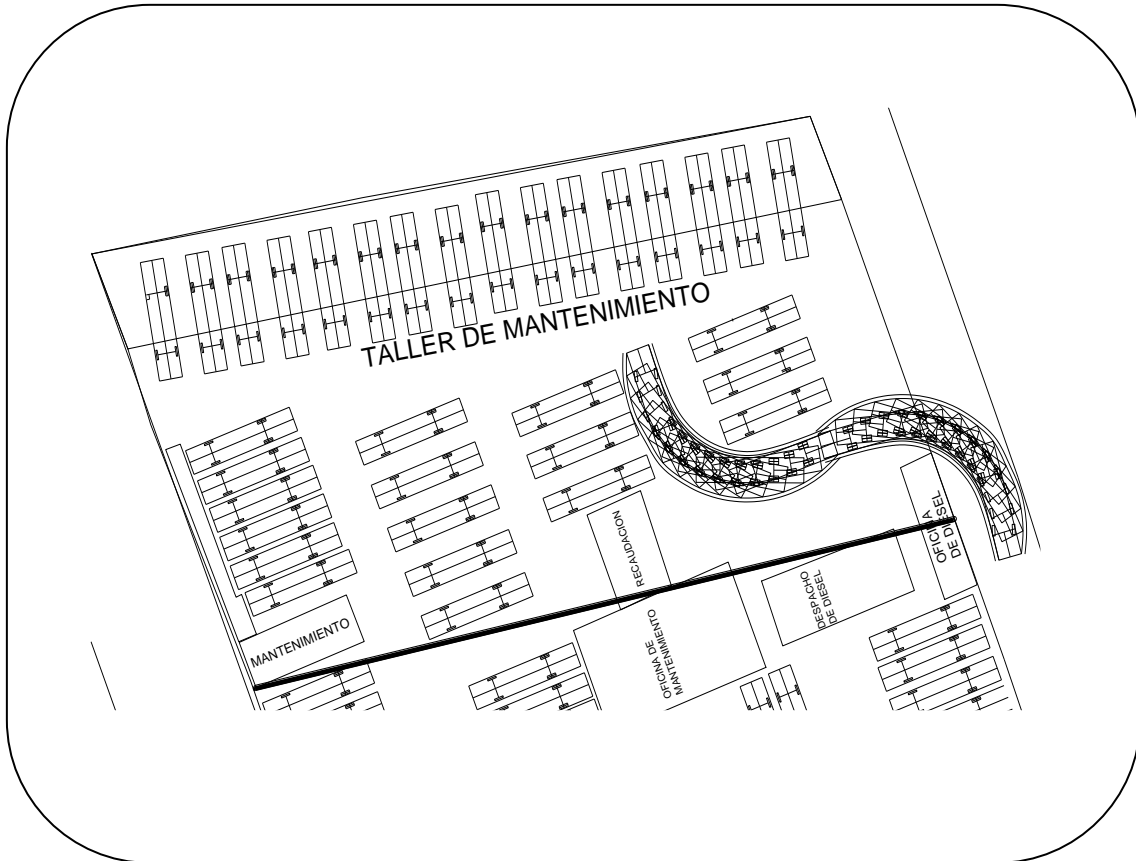 TALLER DE MANTENIMIENTO
RECAUDACION
OFICINA
DE DIESEL
DESPACHO
DE DIESEL
MANTENIMIENTO
OFICINA DE
MANTENIMIENTO